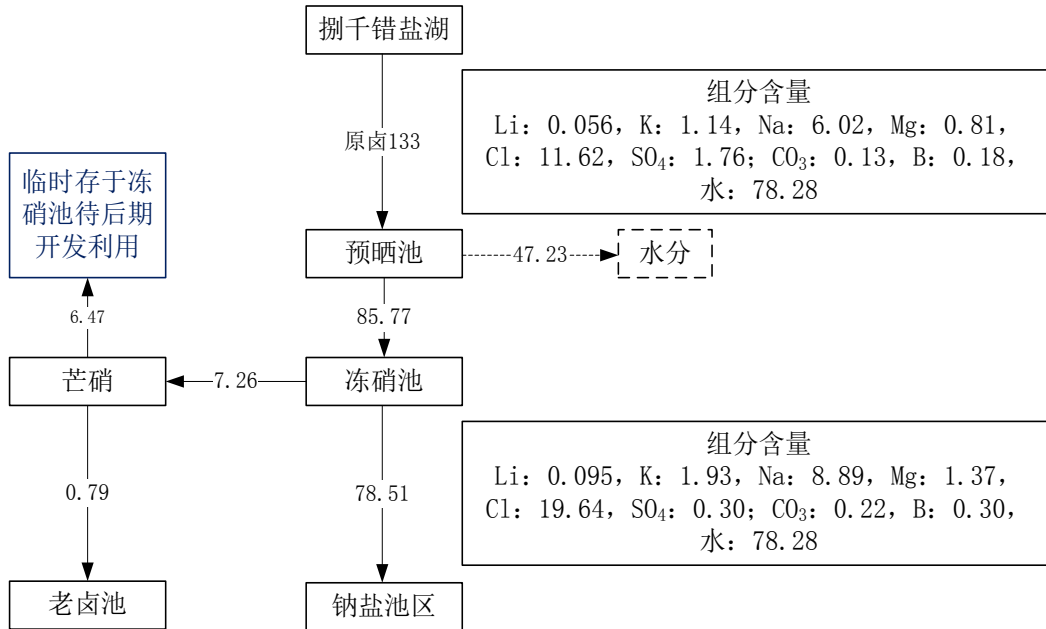 捌千错盐湖
组分含量
Li: 0.056, K: 1.14, Na: 6.02, Mg: 0.81,
Cl: 11.62, SO₄: 1.76; CO₃: 0.13, B: 0.18,
水: 78.28
原卤133
临时存于冻
硝池待后期
开发利用
预晒池
47.23
水分
6.47
85.77
芒硝
7.26
冻硝池
组分含量
Li: 0.095, K: 1.93, Na: 8.89, Mg: 1.37,
Cl: 19.64, SO₄: 0.30; CO₃: 0.22, B: 0.30,
水: 78.28
0.79
78.51
老卤池
钠盐池区